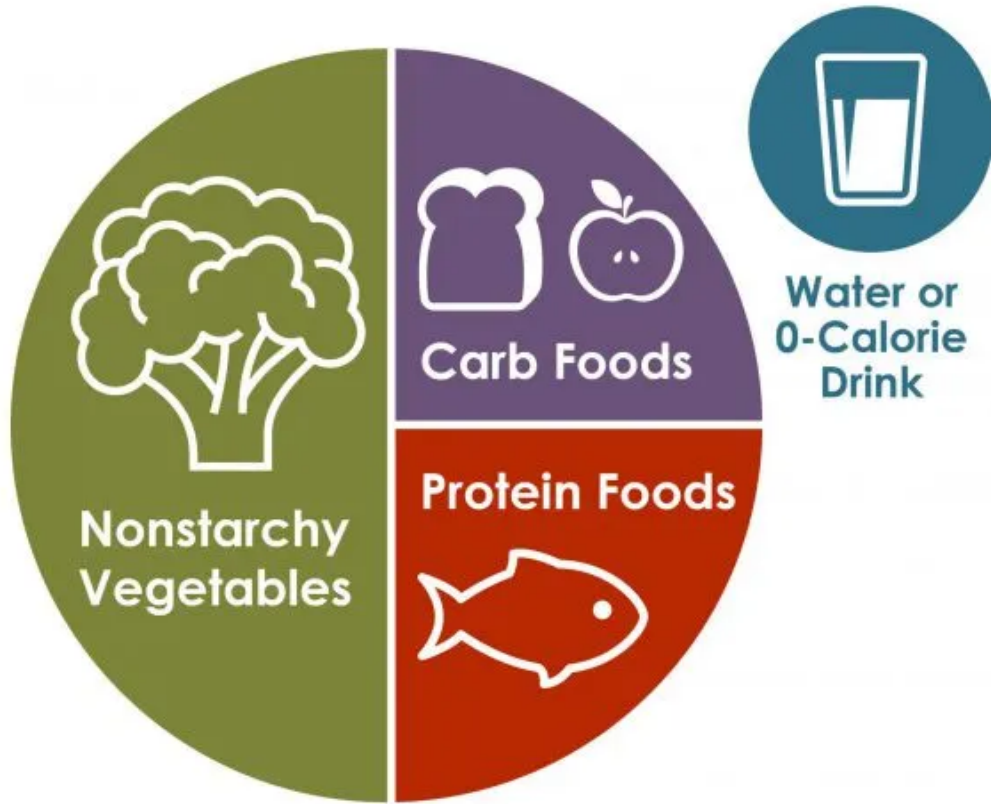 Nonstarchy
Vegetables
Carb Foods
Protein Foods
Water or
0-Calorie
Drink